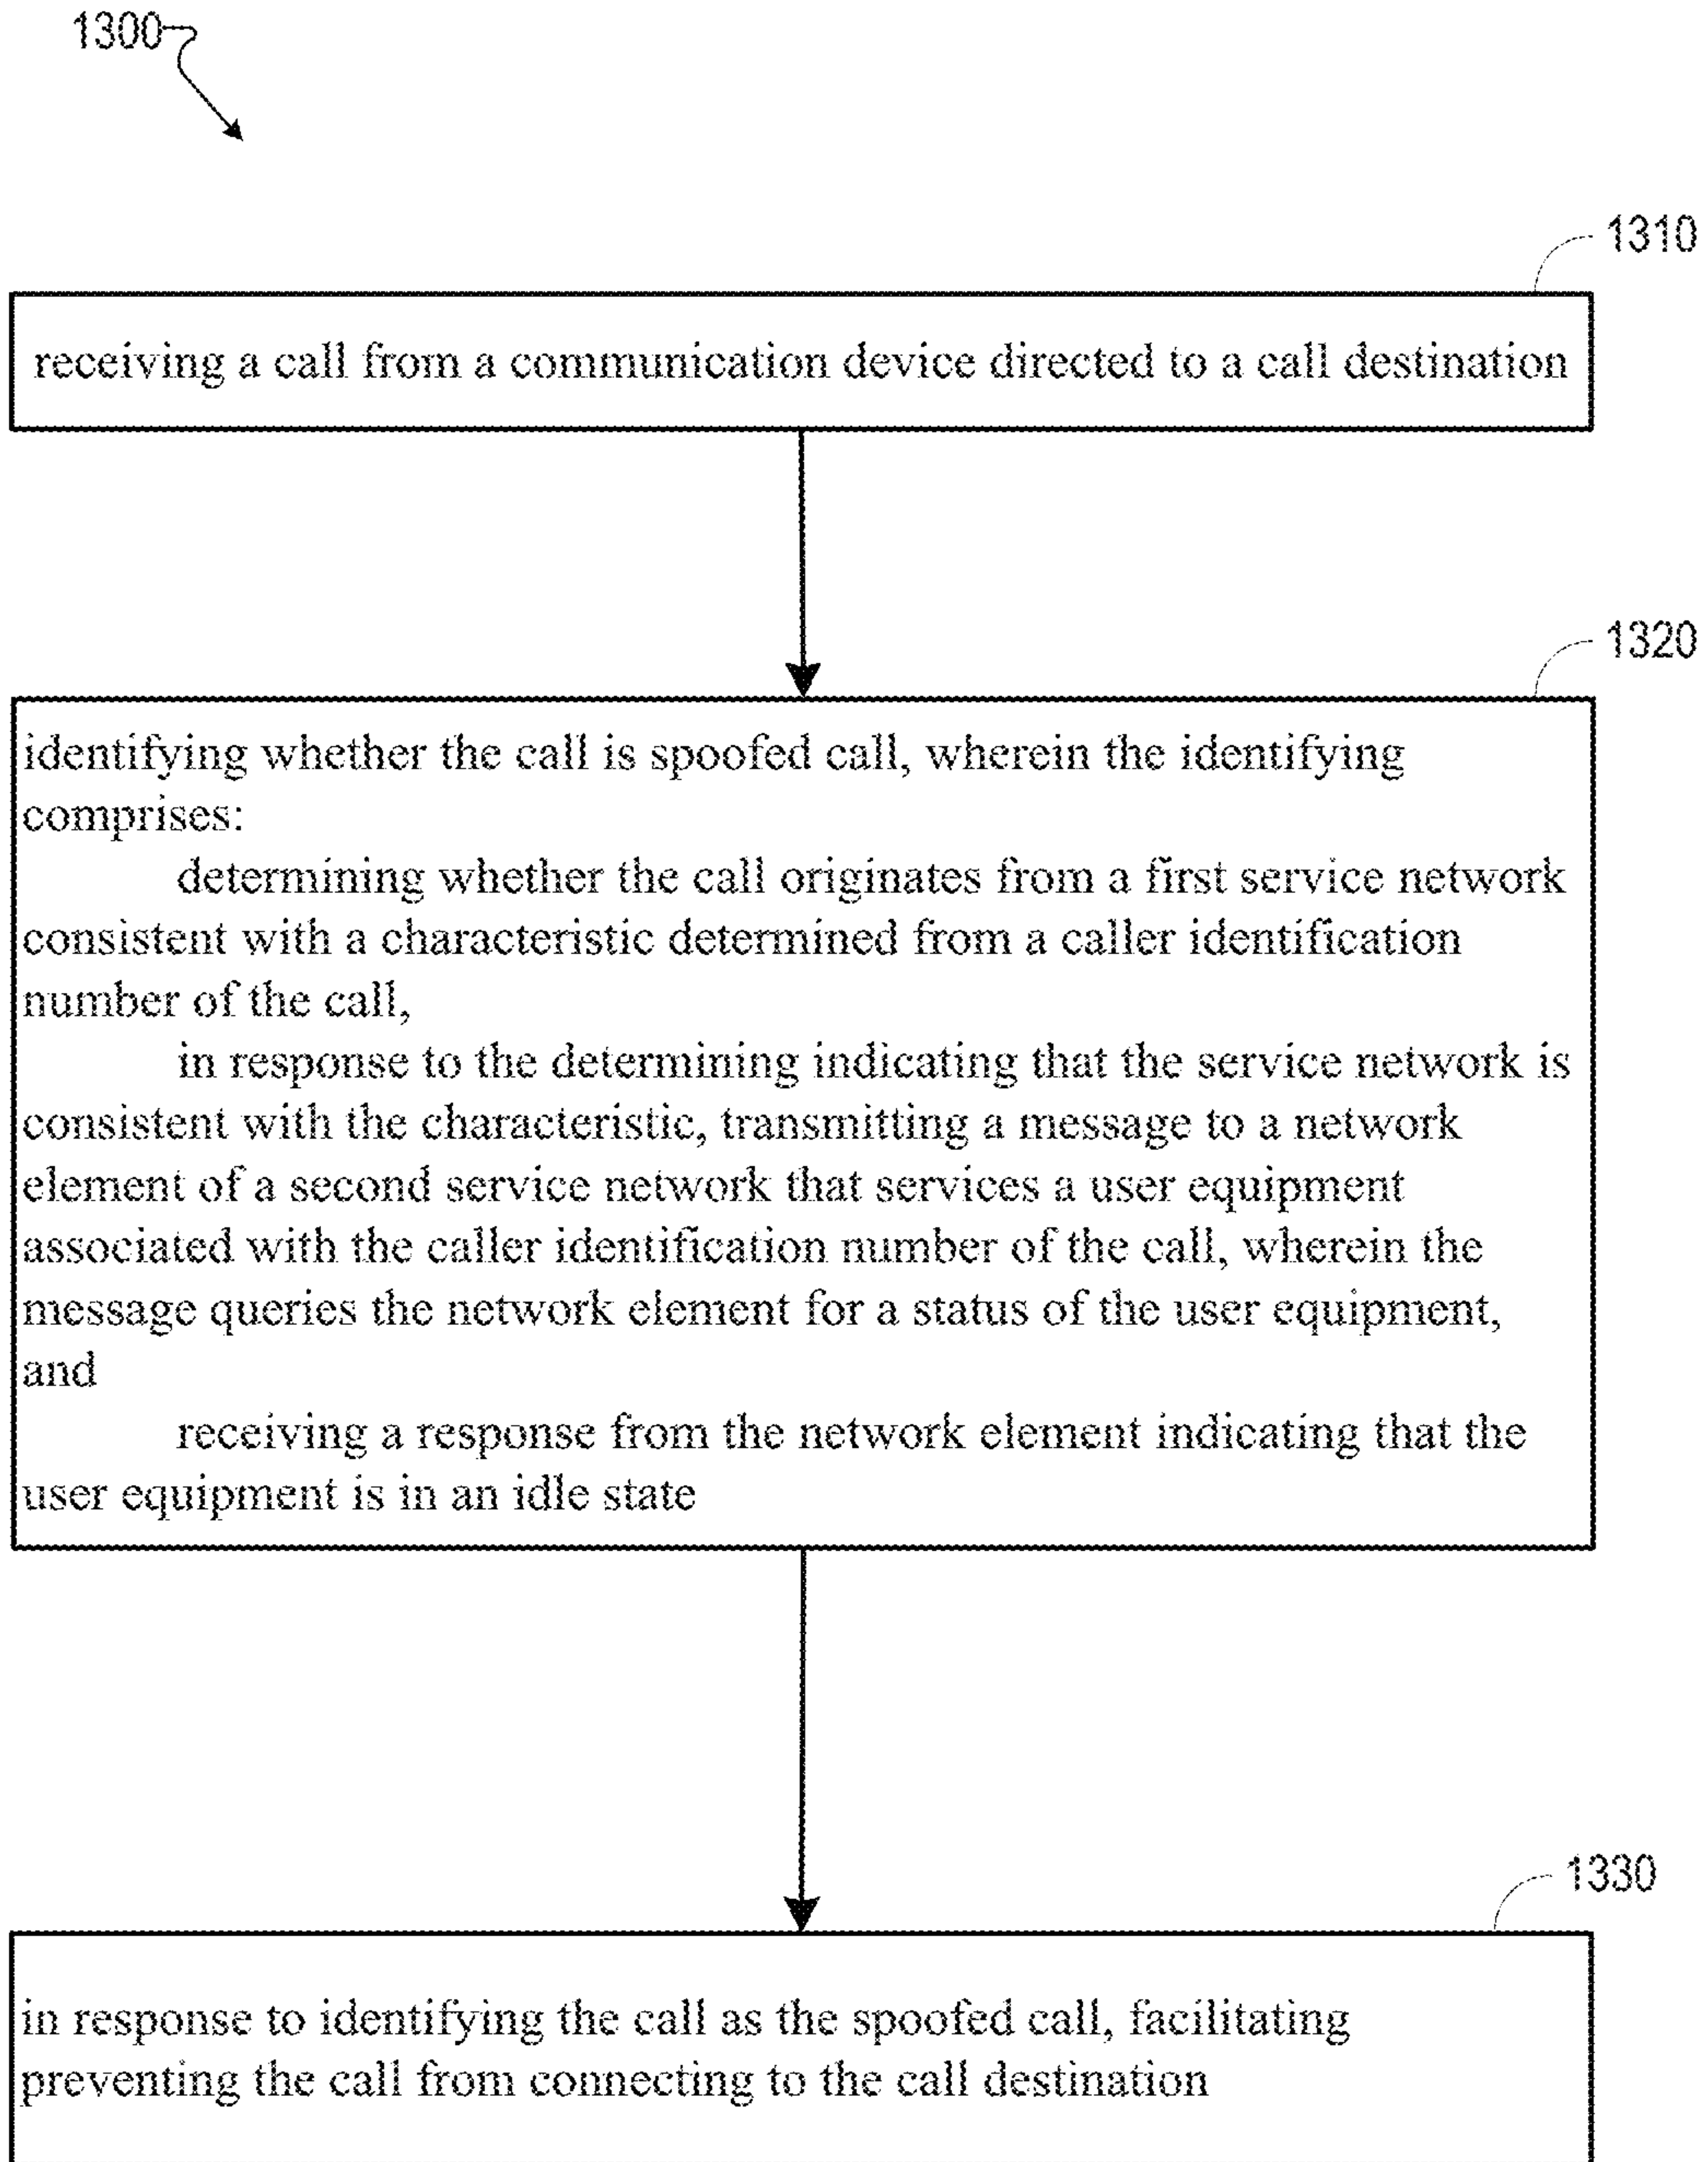 1300
1310
receiving a call from a communication device directed to a call destination
1320
identifying whether the call is spoofed call, wherein the identifying
comprises:
determining whether the call originates from a first service network
consistent with a characteristic determined from a caller identification
number of the call,
in response to the determining indicating that the service network is
consistent with the characteristic, transmitting a message to a network
element of a second service network that services a user equipment
associated with the caller identification number of the call, wherein the
message queries the network element for a status of the user equipment,
and
receiving a response from the network element indicating that the
user equipment is in an idle state
1330
in response to identifying the call as the spoofed call, facilitating
preventing the call from connecting to the call destination